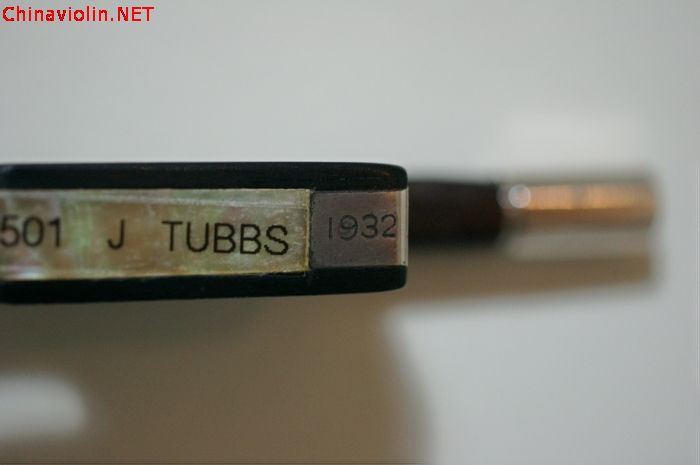 Chinaviolin.NET
501 J TUBBS 1932